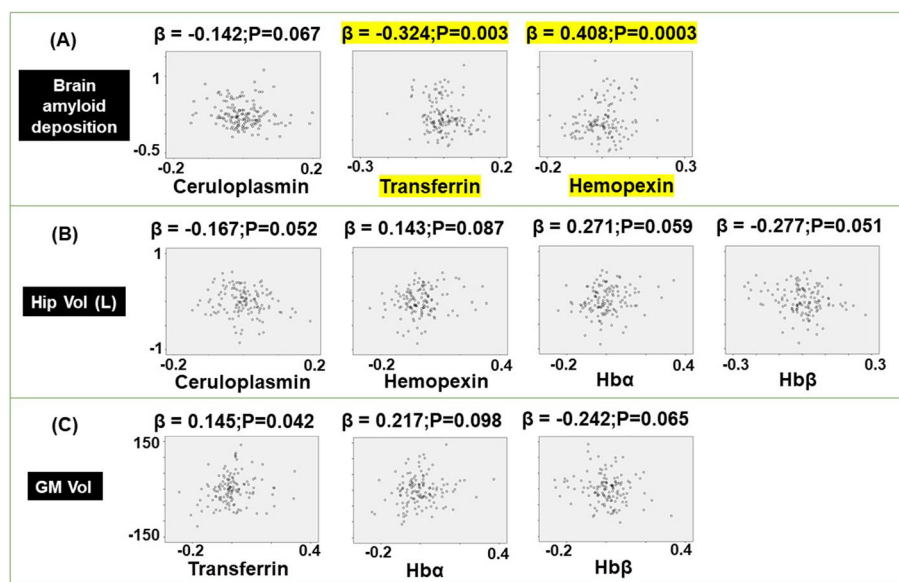 (A)
β = -0.142;P=0.067
β = -0.324;P=0.003
β = 0.408;P=0.0003
Brain
amyloid
deposition
1
-0.5
-0.2
0.2
Ceruloplasmin
-0.3
0.2
Transferrin
-0.2
0.3
Hemopexin
(B)
β = -0.167;P=0.052
β = 0.143;P=0.087
β = 0.271;P=0.059
β = -0.277;P=0.051
Hip Vol (L)
1
-1
-0.2
0.2
Ceruloplasmin
-0.2
0.4
Hemopexin
-0.2
0.4
Hbα
-0.3
0.3
Hbβ
(C)
β = 0.145;P=0.042
β = 0.217;P=0.098
β = -0.242;P=0.065
GM Vol
150
-150
-0.2
0.4
Transferrin
-0.2
0.4
Hbα
-0.2
0.4
Hbβ